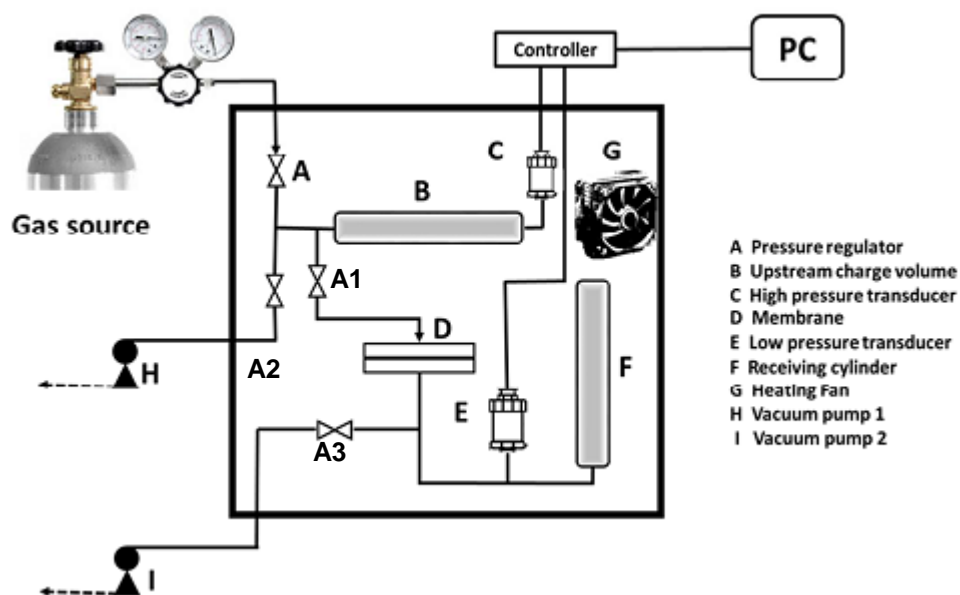 Controller
PC
Gas source
A
B
C
G
A1
D
A2
H
E
F
A3
I
A Pressure regulator
B Upstream charge volume
C High pressure transducer
D Membrane
E Low pressure transducer
F Receiving cylinder
G Heating Fan
H Vacuum pump 1
I Vacuum pump 2